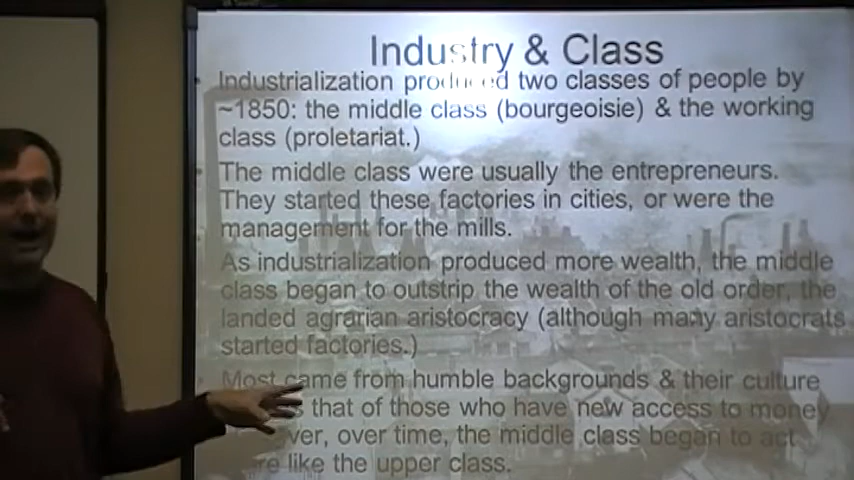 Industry & Class
Industrialization produced two classes of people by
~1850: the middle class (bourgeoisie) & the working
class (proletariat.)
The middle class were usually the entrepreneurs.
They started these factories in cities, or were the
management for the mills.
As industrialization produced more wealth, the middle
class began to outstrip the wealth of the old order, the
landed agrarian aristocracy (although many aristocrats
started factories.)
Most came from humble backgrounds & their culture
that of those who have new access to money
over time, the middle class began to act
like the upper class.